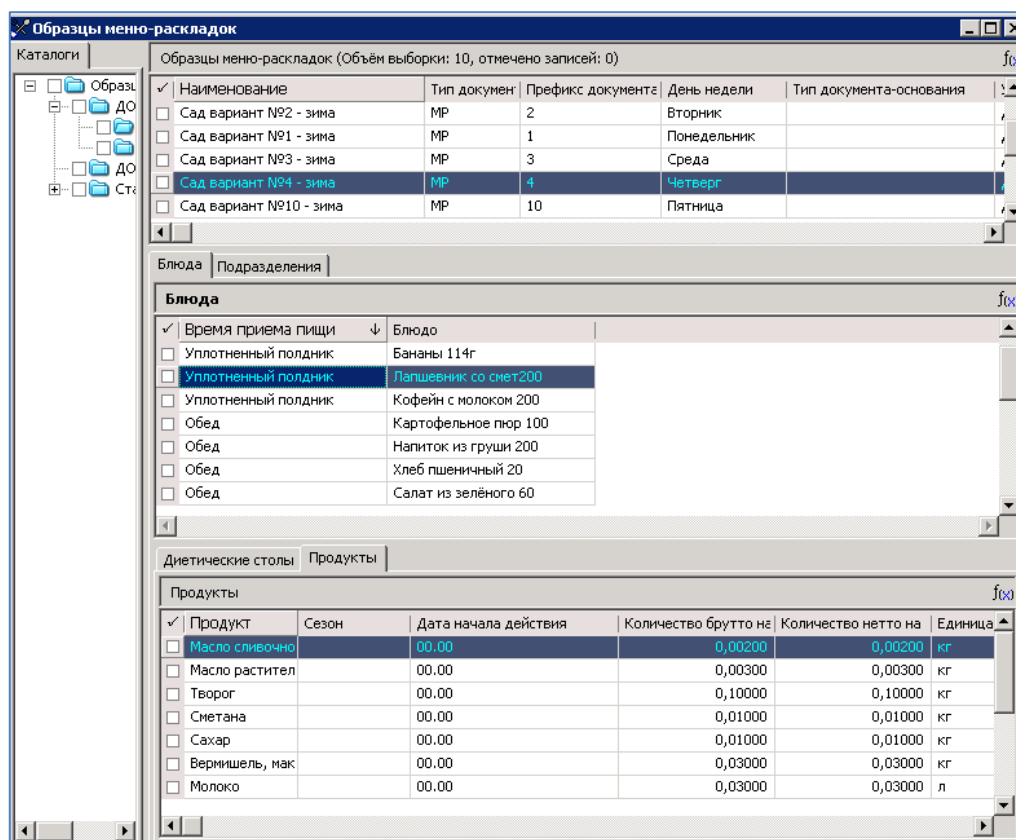 Образцы меню-раскладок
Каталоги
Образц
ДО
ДО
Ста
Образцы меню-раскладок (Объём выборки: 10, отмечено записей: 0)
Наименование Тип докумен Префикс документа День недели Тип документа-основания
Сад вариант №2 - зима МР 2 Вторник
Сад вариант №1 - зима МР 1 Понедельник
Сад вариант №3 - зима МР 3 Среда
Сад вариант №4 - зима МР 4 Четверг
Сад вариант №10 - зима МР 10 Пятница
Блюда Подразделения
Блюда f(x)
Время приема пищи Блюдо
Уплотненный полдник Бананы 114г
Уплотненный полдник Лапшевник со смет200
Уплотненный полдник Кофейн с молоком 200
Обед Картофельное пюр 100
Обед Напиток из груши 200
Обед Хлеб пшеничный 20
Обед Салат из зелёного 60
Диетические столы Продукты
Продукты f(x)
Продукт Сезон Дата начала действия Количество брутто на Количество нетто на Единица
Масло сливочно 00.00 0,00200 0,00200 кг
Масло растител 00.00 0,00300 0,00300 кг
Творог 00.00 0,10000 0,10000 кг
Сметана 00.00 0,01000 0,01000 кг
Сахар 00.00 0,01000 0,01000 кг
Вермишель, мак 00.00 0,03000 0,03000 кг
Молоко 00.00 0,03000 0,03000 л